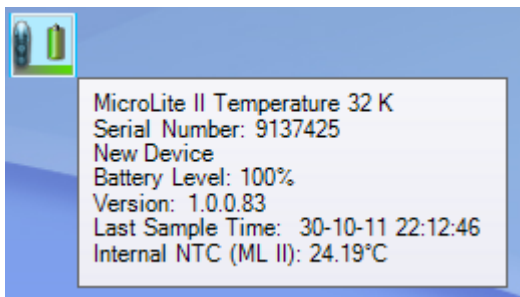 MicroLite II Temperature 32 K
Serial Number: 9137425
New Device
Battery Level: 100%
Version: 1.0.0.83
Last Sample Time: 30-10-11 22:12:46
Internal NTC (ML II): 24.19°C